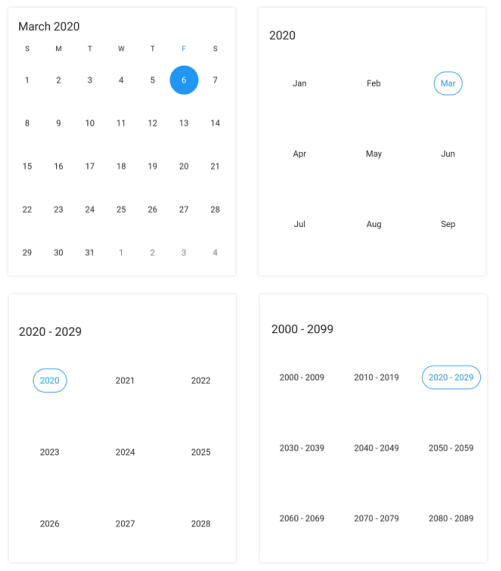 March 2020
S M T W T F S
1 2 3 4 5 6 7
8 9 10 11 12 13 14
15 16 17 18 19 20 21
22 23 24 25 26 27 28
29 30 31 1 2 3 4
2020
Jan Feb Mar
Apr May Jun
Jul Aug Sep
2020 - 2029
2020 2021 2022
2023 2024 2025
2026 2027 2028
2000 - 2099
2000 - 2009 2010 - 2019 2020 - 2029
2030 - 2039 2040 - 2049 2050 - 2059
2060 - 2069 2070 - 2079 2080 - 2089